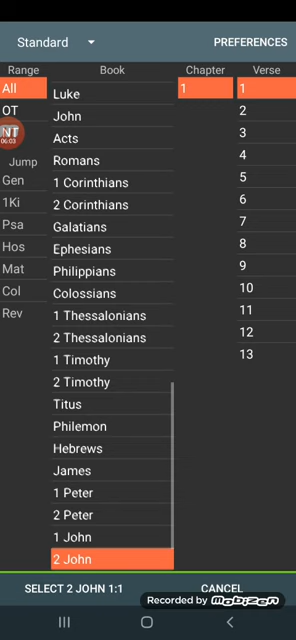 Standard
PREFERENCES
Range
Book
Chapter
Verse
All
OT
NT
06:03
Jump
Gen
1Ki
Psa
Hos
Mat
Col
Rev
Luke
John
Acts
Romans
1 Corinthians
2 Corinthians
Galatians
Ephesians
Philippians
Colossians
1 Thessalonians
2 Thessalonians
1 Timothy
2 Timothy
Titus
Philemon
Hebrews
James
1 Peter
2 Peter
1 John
2 John
1
1
2
3
4
5
6
7
8
9
10
11
12
13
SELECT 2 JOHN 1:1
CANCEL
Recorded by Mobizen